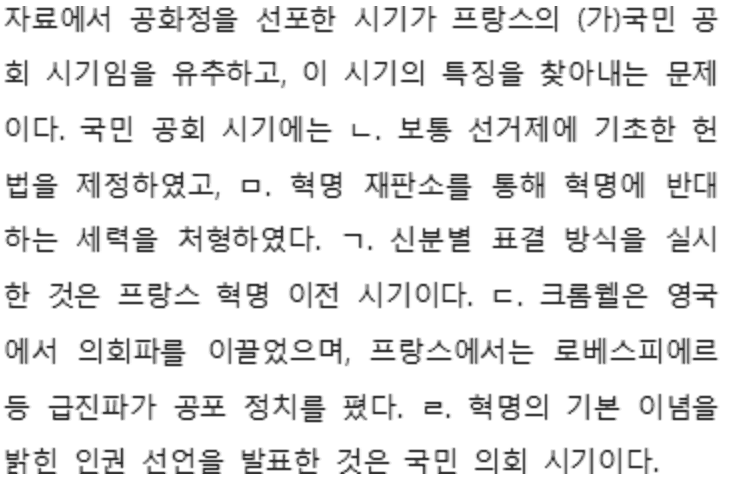 자료에서 공화정을 선포한 시기가 프랑스의 (가)국민 공
회 시기임을 유추하고, 이 시기의 특징을 찾아내는 문제
이다. 국민 공회 시기에는 ㄴ. 보통 선거제에 기초한 헌
법을 제정하였고, ㅁ. 혁명 재판소를 통해 혁명에 반대
하는 세력을 처형하였다. ㄱ. 신분별 표결 방식을 실시
한 것은 프랑스 혁명 이전 시기이다. ㄷ. 크롬웰은 영국
에서 의회파를 이끌었으며, 프랑스에서는 로베스피에르
등 급진파가 공포 정치를 폈다. ㄹ. 혁명의 기본 이념을
밝힌 인권 선언을 발표한 것은 국민 의회 시기이다.